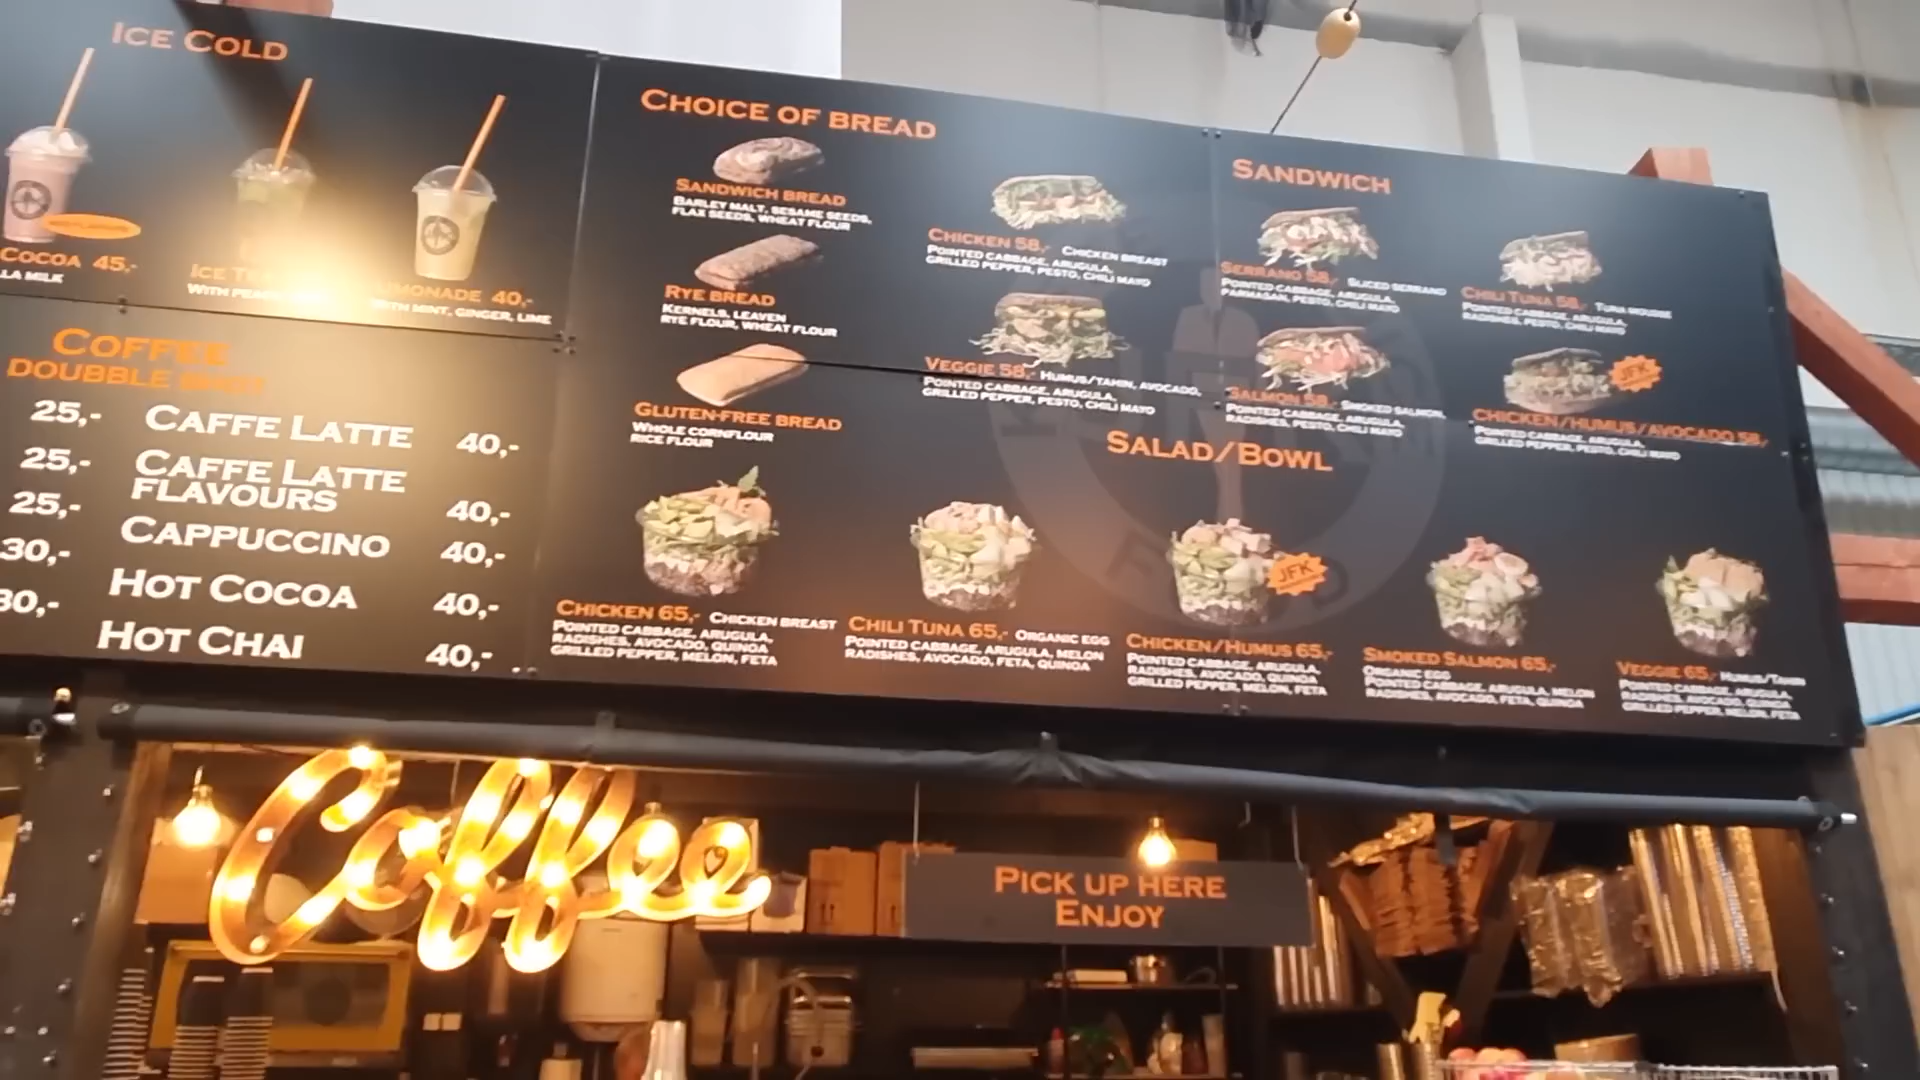 ICE COLD
COCOA 45,-
LA MILK
ICE
WITH
MONADE 40,-
WITH MINT, GINGER, LIME
COFFEE
DOUBBLE SHOT
25,- CAFFE LATTE 40,-
25,- CAFFE LATTE
FLAVOURS 40,-
25,- CAPPUCCINO 40,-
30,- HOT COCOA 40,-
30,- HOT CHAI 40,-
CHOICE OF BREAD
SANDWICH BREAD
BARLEY MALT, SESAME SEEDS,
FLAX SEEDS, WHEAT FLOUR
RYE BREAD
KERNELS, LEAVEN
RYE FLOUR, WHEAT FLOUR
GLUTEN-FREE BREAD
WHOLE CORNFLOUR
RICE FLOUR
SANDWICH
CHICKEN 58,- CHICKEN BREAST
POINTED CABBAGE, ARUGULA,
GRILLED PEPPER, PESTO, CHILI MAYO
VEGGIE 58,- HUMUS/TAHIN, AVOCADO,
POINTED CABBAGE, ARUGULA,
GRILLED PEPPER, PESTO, CHILI MAYO
SERRANO 58,- SLICED SERRANO
POINTED CABBAGE, ARUGULA,
PARMASAN, PESTO, CHILI MAYO
SALMON 58,- SMOKED SALMON,
POINTED CABBAGE, ARUGULA,
RADISHES, PESTO, CHILI MAYO
CHILI TUNA 58,- TUNA MOUSSE
POINTED CABBAGE, ARUGULA,
RADISHES, PESTO, CHILI MAYO
JFK
CHICKEN/HUMUS/AVOCADO 58,-
POINTED CABBAGE, ARUGULA,
GRILLED PEPPER, PESTO, CHILI MAYO
SALAD/BOWL
CHICKEN 65,- CHICKEN BREAST
POINTED CABBAGE, ARUGULA,
RADISHES, AVOCADO, QUINOA
GRILLED PEPPER, MELON, FETA
CHILI TUNA 65,- ORGANIC EGG
POINTED CABBAGE, ARUGULA, MELON
RADISHES, AVOCADO, FETA, QUINOA
JFK
CHICKEN/HUMUS 65,-
POINTED CABBAGE, ARUGULA,
RADISHES, AVOCADO, QUINOA
GRILLED PEPPER, MELON, FETA
SMOKED SALMON 65,-
ORGANIC EGG
POINTED CABBAGE, ARUGULA, MELON
RADISHES, AVOCADO, FETA, QUINOA
VEGGIE 65,- HUMUS/TAHIN
POINTED CABBAGE, ARUGULA,
RADISHES, AVOCADO, QUINOA
GRILLED PEPPER, MELON, FETA
Coffee
PICK UP HERE
ENJOY